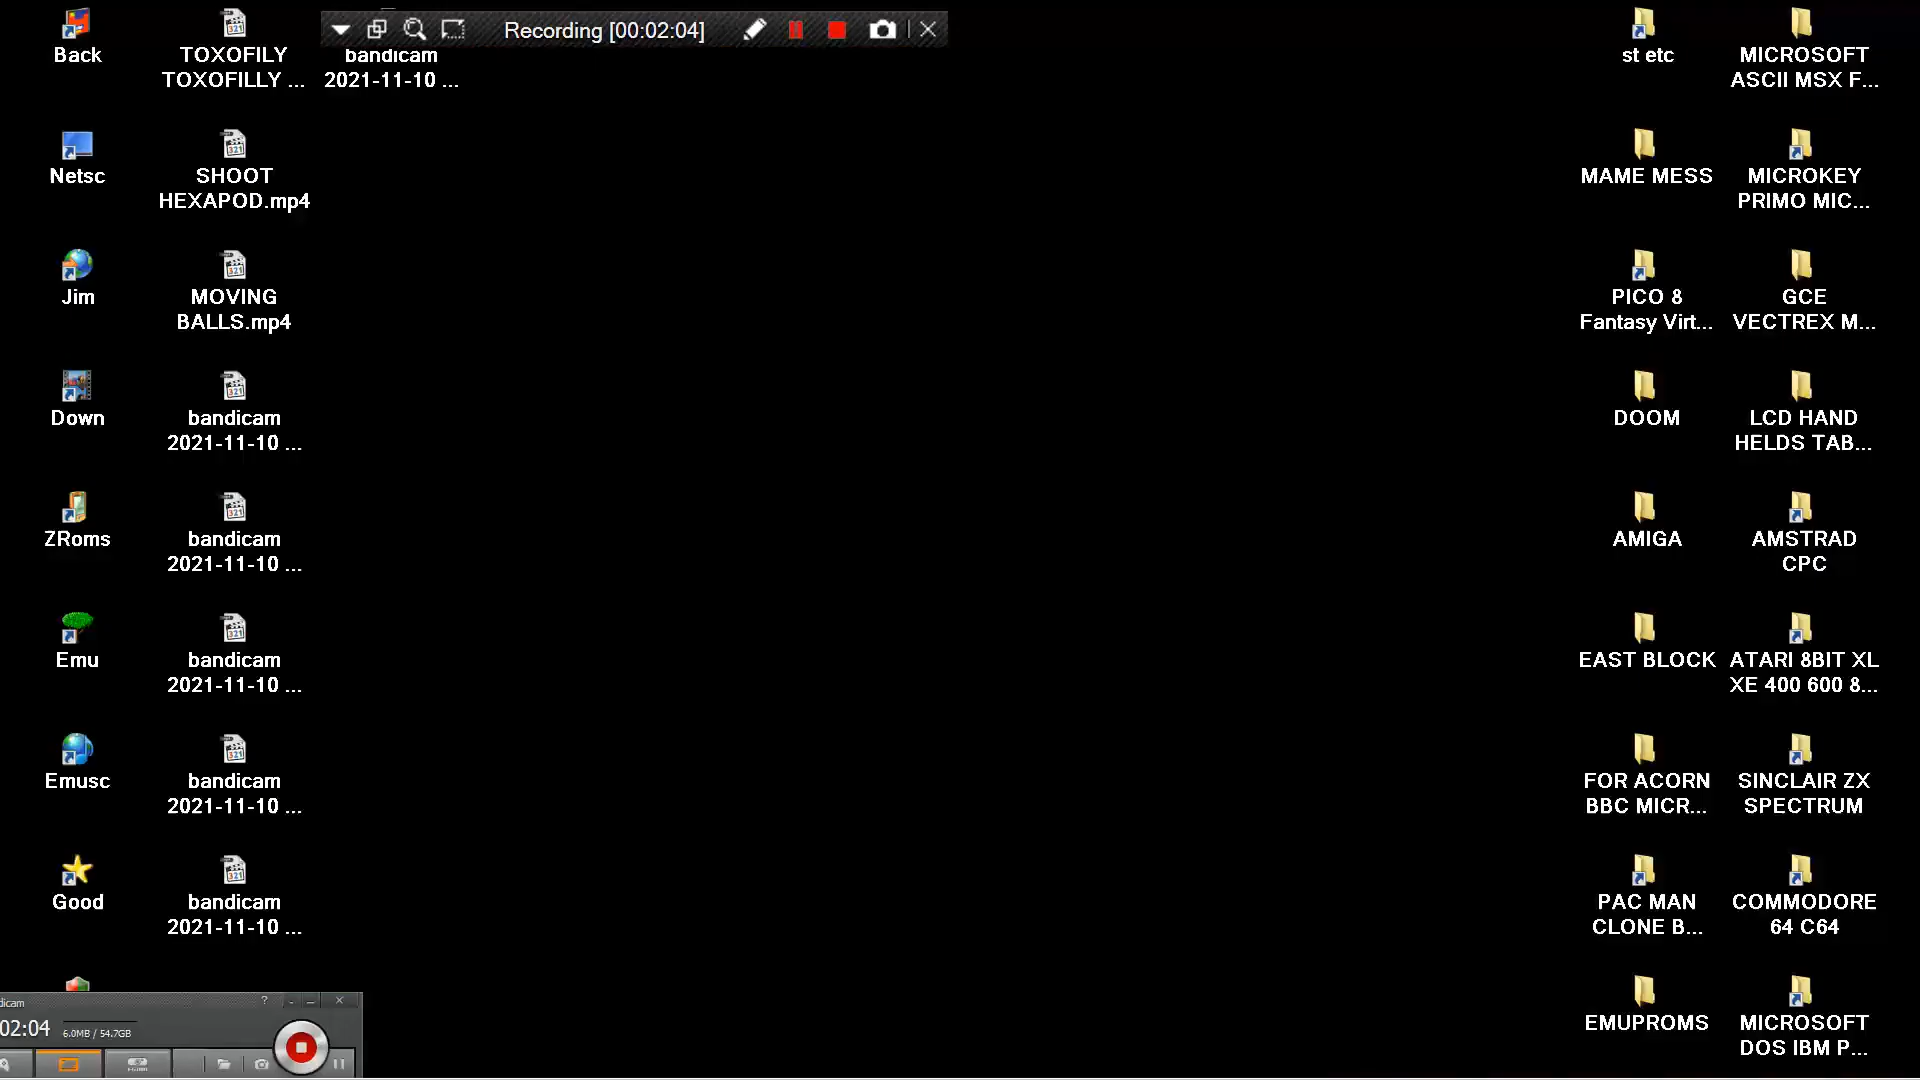 Recording [00:02:04]
Back
TOXOFILY
TOXOFILLY ...
bandicam
2021-11-10 ...
st etc
MICROSOFT
ASCII MSX F...
Netsc
SHOOT
HEXAPOD.mp4
MAME MESS
MICROKEY
PRIMO MIC...
Jim
MOVING
BALLS.mp4
PICO 8
Fantasy Virt...
GCE
VECTREX M...
Down
bandicam
2021-11-10 ...
DOOM
LCD HAND
HELDS TAB...
ZRoms
bandicam
2021-11-10 ...
AMIGA
AMSTRAD
CPC
Emu
bandicam
2021-11-10 ...
EAST BLOCK
ATARI 8BIT XL
XE 400 600 8...
Emusc
bandicam
2021-11-10 ...
FOR ACORN
BBC MICR...
SINCLAIR ZX
SPECTRUM
Good
bandicam
2021-11-10 ...
PAC MAN
CLONE B...
COMMODORE
64 C64
EMUPROMS
MICROSOFT
DOS IBM P...
dicam
02:04
6.0MB / 54.7GB